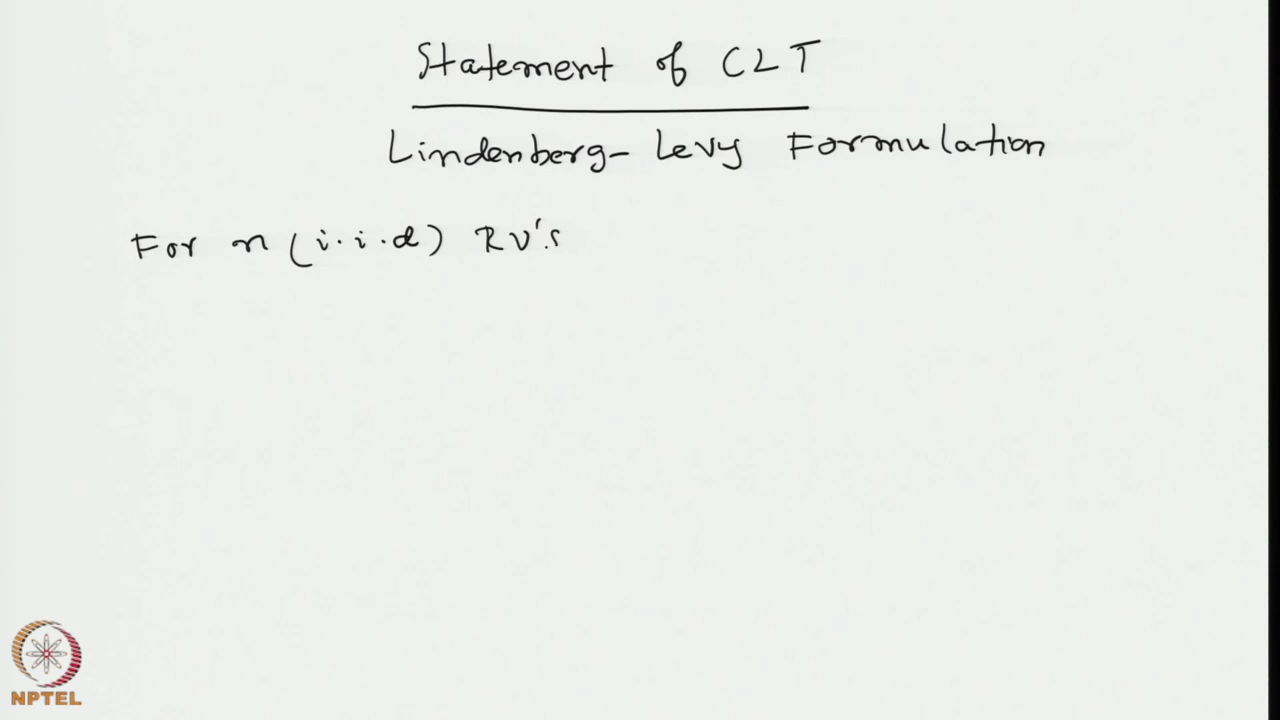 Statement of CLT
Lindenberg-Levy Formulation
For n (i.i.d) RV's
NPTEL